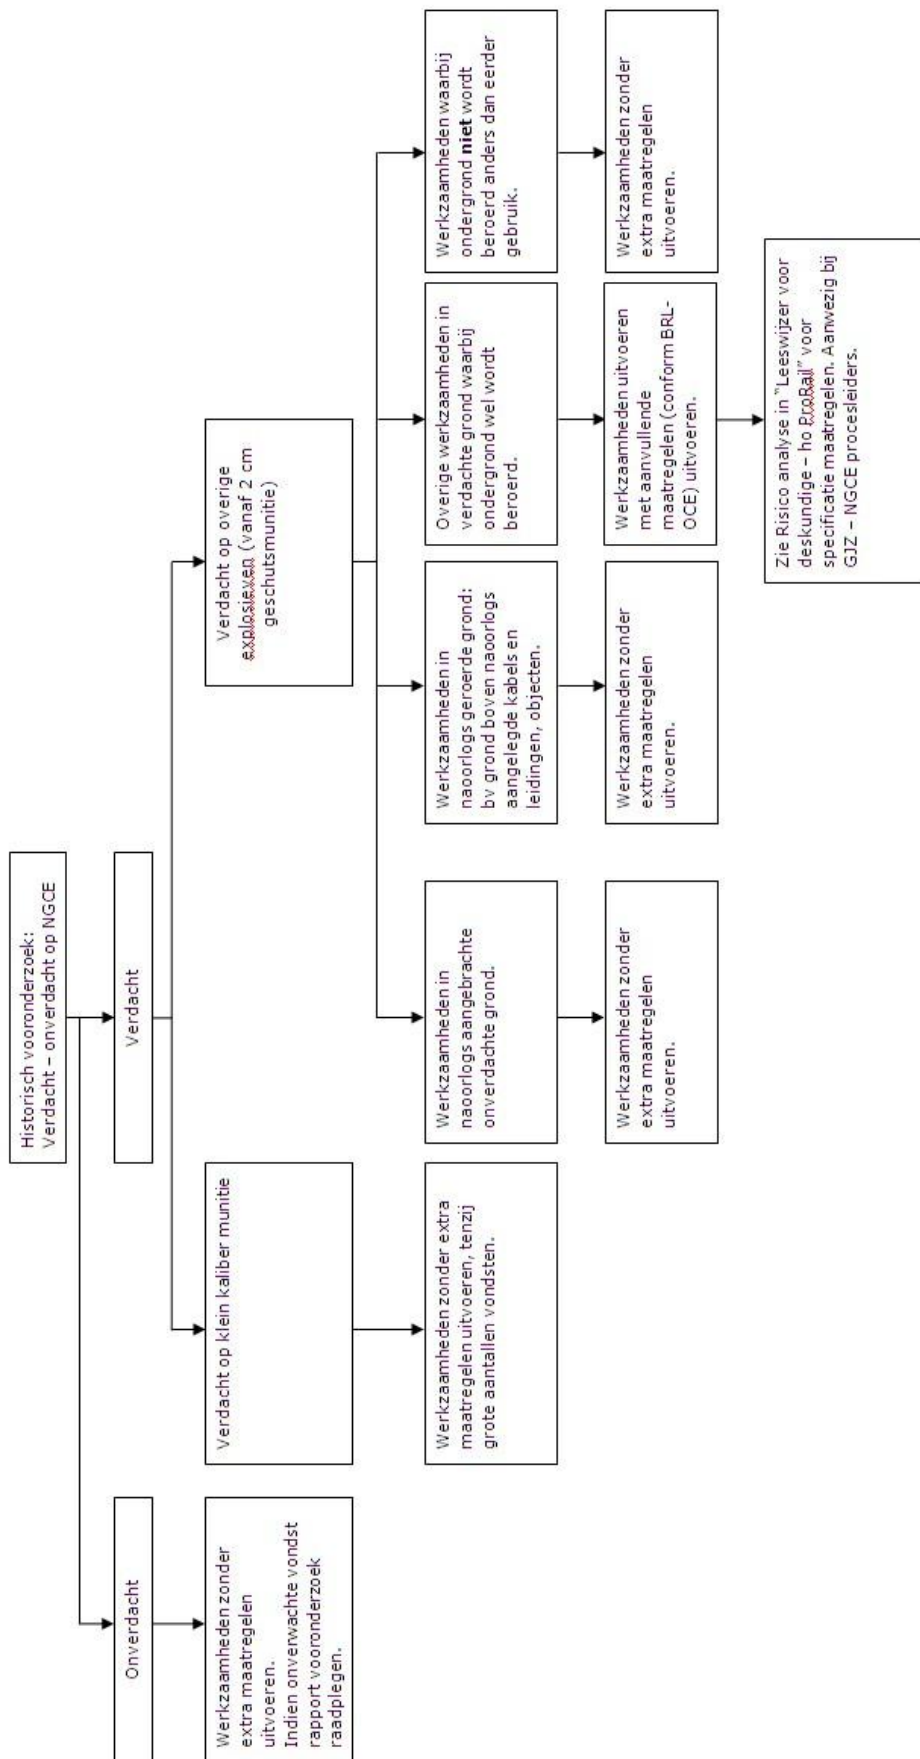 Historisch vooronderzoek:
Verdacht – onverdacht op NGCE
Onverdacht
Verdacht
Werkzaamheden zonder
extra maatregelen
uitvoeren.
Indien onverwachte vondst
rapport vooronderzoek
raadplegen.
Verdacht op klein kaliber munitie
Verdacht op overige
explosieven (vanaf 2 cm
geschutsmunitie)
Werkzaamheden zonder extra
maatregelen uitvoeren, tenzij
grote aantallen vondsten.
Werkzaamheden in
naoorlogs aangebrachte
onverdachte grond.
Werkzaamheden in
naoorlogs geroerde grond:
bv grond boven naoorlogs
aangelegde kabels en
leidingen, objecten.
Overige werkzaamheden in
verdachte grond waarbij
ondergrond wel wordt
beroerd.
Werkzaamheden waarbij
ondergrond niet wordt
beroerd anders dan eerder
gebruik.
Werkzaamheden zonder
extra maatregelen
uitvoeren.
Werkzaamheden zonder
extra maatregelen
uitvoeren.
Werkzaamheden uitvoeren
met aanvullende
maatregelen (conform BRL-
OCE) uitvoeren.
Werkzaamheden zonder
extra maatregelen
uitvoeren.
Zie Risico analyse in "Leeswijzer voor
deskundige – ho ProRail" voor
specificatie maatregelen. Aanwezig bij
GJZ – NGCE procesleiders.